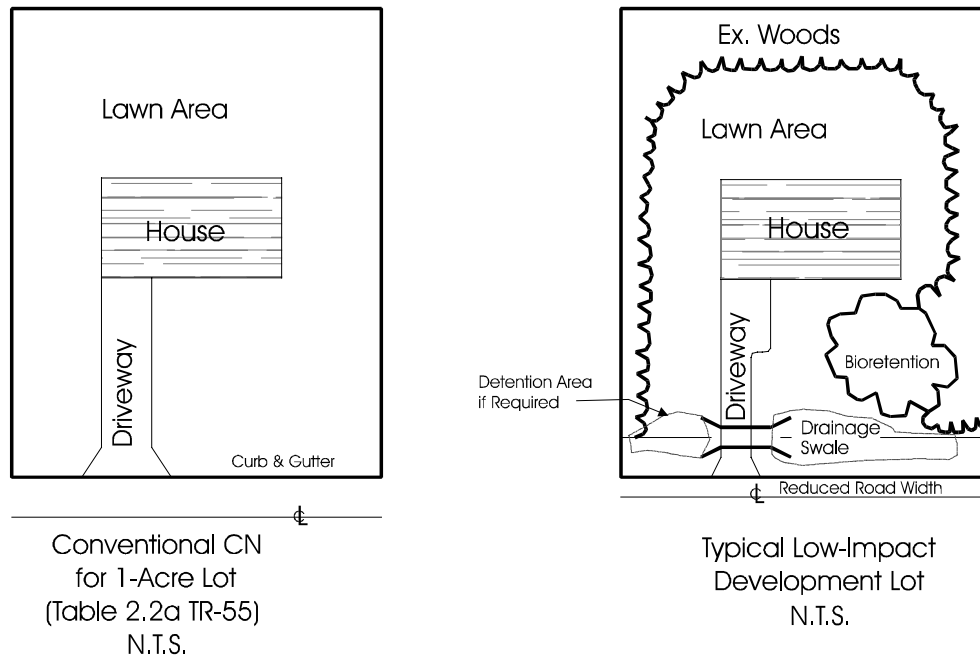 Lawn Area
House
Driveway
Curb & Gutter
℄
Conventional CN
for 1-Acre Lot
(Table 2.2a TR-55)
N.T.S.
Ex. Woods
Lawn Area
House
Driveway
Bioretention
Detention Area
if Required
Drainage
Swale
℄
Reduced Road Width
Typical Low-Impact
Development Lot
N.T.S.